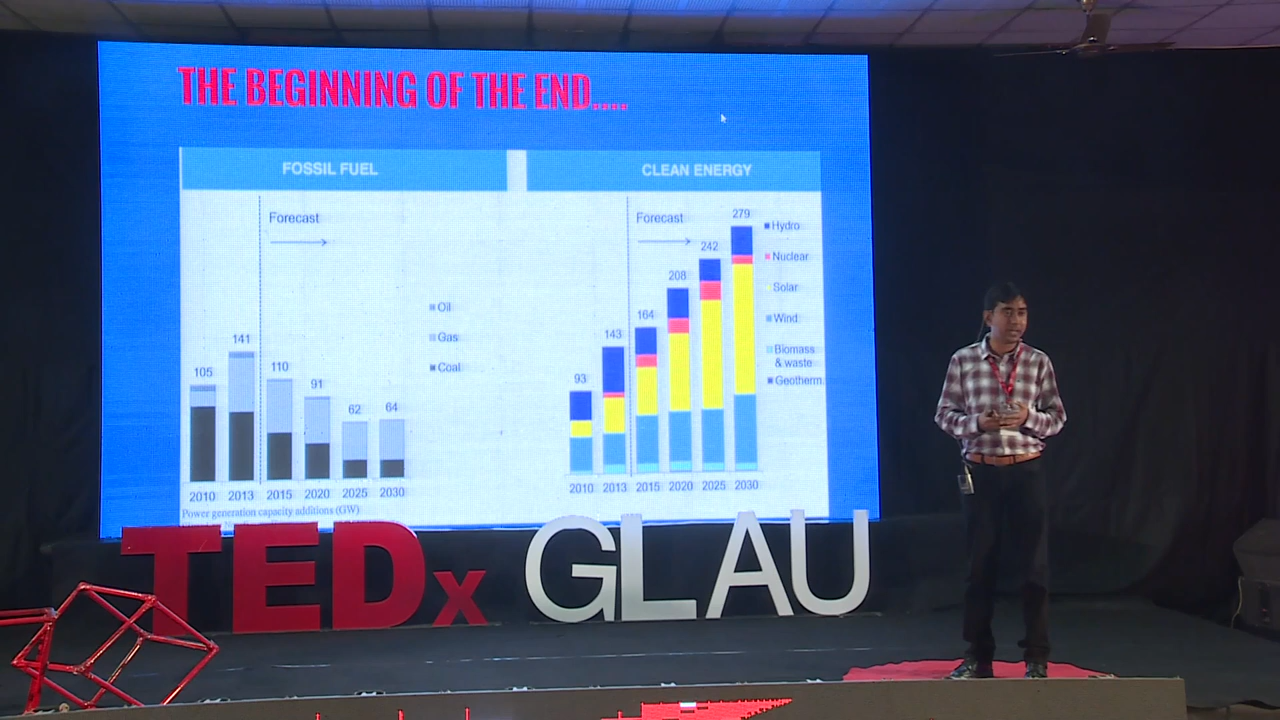 THE BEGINNING OF THE END.....
FOSSIL FUEL
CLEAN ENERGY
Forecast
Forecast
105
141
110
91
62
64
Oil
Gas
Coal
2010 2013 2015 2020 2025 2030
93
143
164
208
242
279
Hydro
Nuclear
Solar
Wind
Biomass
& waste
Geotherm.
2010 2013 2015 2020 2025 2030
Power generation capacity additions (GW)
TEDx GLAU